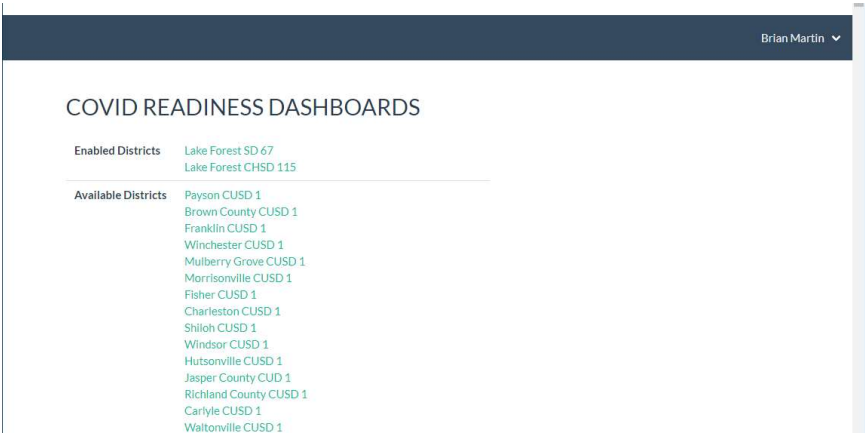 Brian Martin
COVID READINESS DASHBOARDS
Enabled Districts Lake Forest SD 67
Lake Forest CHSD 115
Available Districts Payson CUSD 1
Brown County CUSD 1
Franklin CUSD 1
Winchester CUSD 1
Mulberry Grove CUSD 1
Morrisonville CUSD 1
Fisher CUSD 1
Charleston CUSD 1
Shiloh CUSD 1
Windsor CUSD 1
Hutsonville CUSD 1
Jasper County CUD 1
Richland County CUSD 1
Carlyle CUSD 1
Waltonville CUSD 1